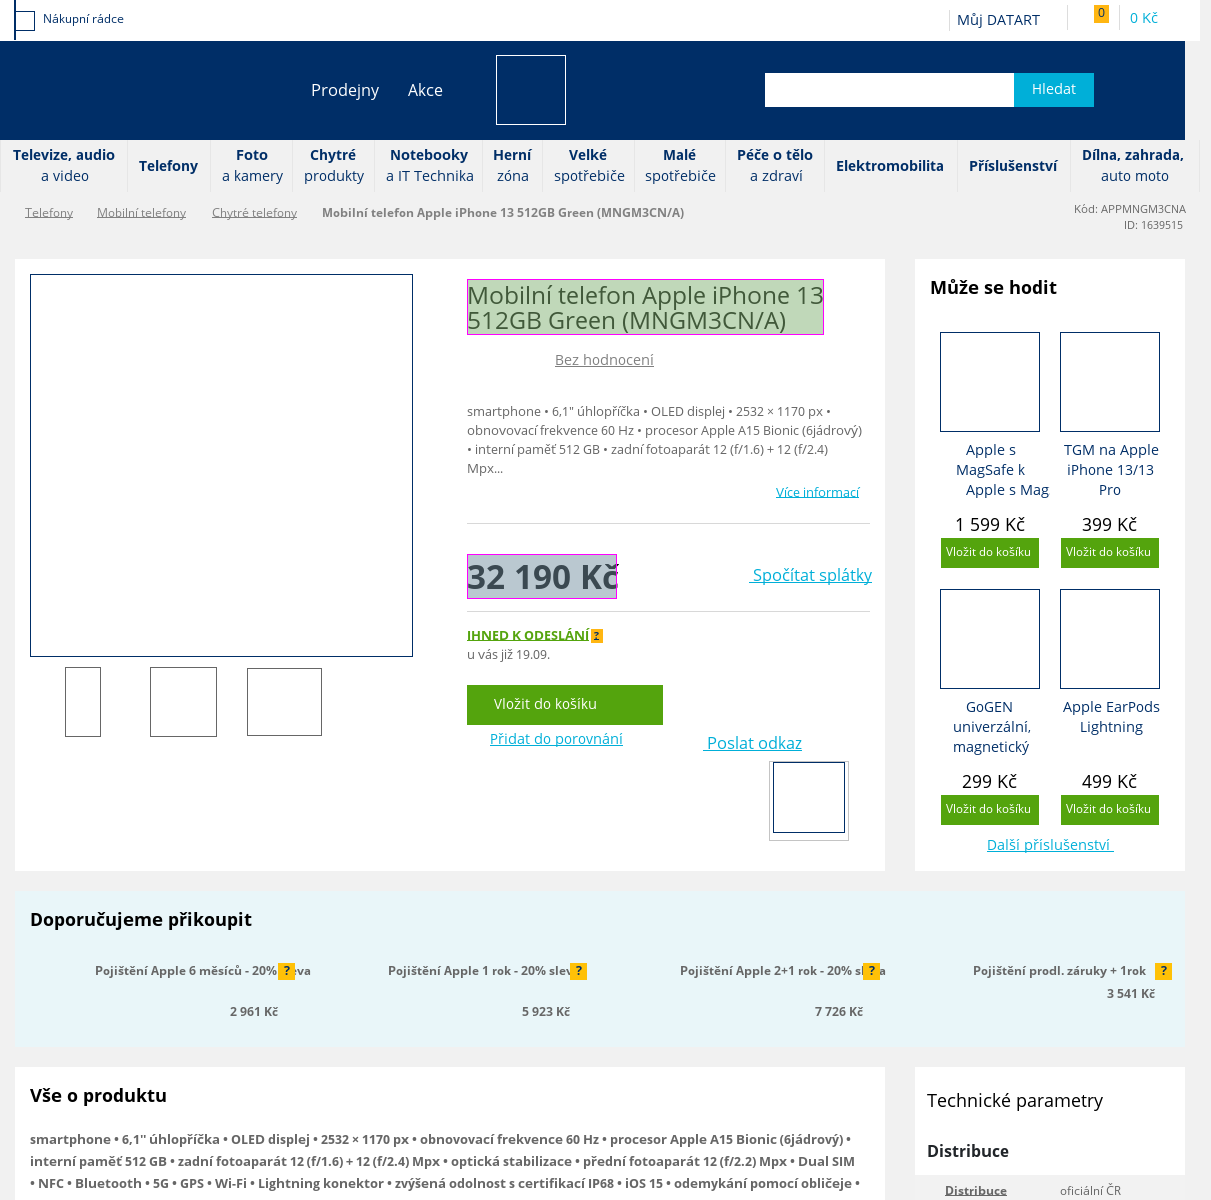 Nákupní rádce
Můj DATART
0
0 Kč
Prodejny
Akce
Hledat
Televize, audio
a video
Telefony
Foto
a kamery
Chytré
produkty
Notebooky
a IT Technika
Herní
zóna
Velké
spotřebiče
Malé
spotřebiče
Péče o tělo
a zdraví
Elektromobilita
Příslušenství
Dílna, zahrada,
auto moto
Telefony
Mobilní telefony
Chytré telefony
Mobilní telefon Apple iPhone 13 512GB Green (MNGM3CN/A)
Kód: APPMNGM3CNA
ID: 1639515
Mobilní telefon Apple iPhone 13
512GB Green (MNGM3CN/A)
Bez hodnocení
smartphone • 6,1" úhlopříčka • OLED displej • 2532 × 1170 px •
obnovovací frekvence 60 Hz • procesor Apple A15 Bionic (6jádrový)
• interní paměť 512 GB • zadní fotoaparát 12 (f/1.6) + 12 (f/2.4)
Mpx...
Více informací
32 190 Kč
Spočítat splátky
IHNED K ODESLÁNÍ ?
u vás již 19.09.
Vložit do košíku
Přidat do porovnání
Poslat odkaz
Může se hodit
Apple s
MagSafe k
Apple s Mag
1 599 Kč
Vložit do košíku
TGM na Apple
iPhone 13/13
Pro
399 Kč
Vložit do košíku
GoGEN
univerzální,
magnetický
299 Kč
Vložit do košíku
Apple EarPods
Lightning
499 Kč
Vložit do košíku
Další příslušenství
Doporučujeme přikoupit
Pojištění Apple 6 měsíců - 20% ?
2 961 Kč
Pojištění Apple 1 rok - 20% ?
5 923 Kč
Pojištění Apple 2+1 rok - 20% ?
7 726 Kč
Pojištění prodl. záruky + 1rok ?
3 541 Kč
Vše o produktu
smartphone • 6,1'' úhlopříčka • OLED displej • 2532 × 1170 px • obnovovací frekvence 60 Hz • procesor Apple A15 Bionic (6jádrový) •
interní paměť 512 GB • zadní fotoaparát 12 (f/1.6) + 12 (f/2.4) Mpx • optická stabilizace • přední fotoaparát 12 (f/2.2) Mpx • Dual SIM
• NFC • Bluetooth • 5G • GPS • Wi-Fi • Lightning konektor • zvýšená odolnost s certifikací IP68 • iOS 15 • odemykání pomocí obličeje •
Technické parametry
Distribuce
Distribuce
oficiální ČR